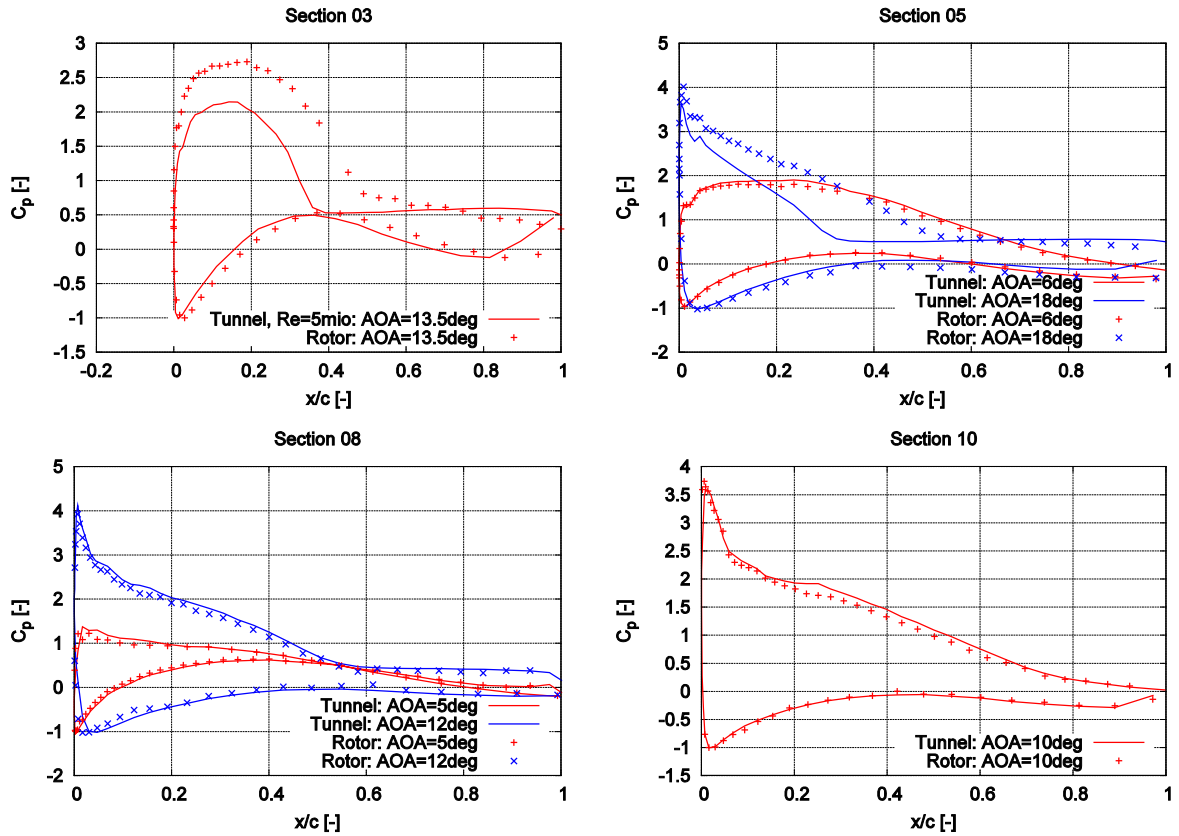 Section 03
3
2.5
2
1.5
1
0.5
0
-0.5
-1
-1.5
-0.2 0 0.2 0.4 0.6 0.8 1
Cp [-]
x/c [-]
Tunnel, Re=5mio: AOA=13.5deg
Rotor: AOA=13.5deg
Section 05
5
4
3
2
1
0
-1
-2
0 0.2 0.4 0.6 0.8 1
Cp [-]
x/c [-]
Tunnel: AOA=6deg
Tunnel: AOA=18deg
Rotor: AOA=6deg
Rotor: AOA=18deg
Section 08
5
4
3
2
1
0
-1
-2
0 0.2 0.4 0.6 0.8 1
Cp [-]
x/c [-]
Tunnel: AOA=5deg
Tunnel: AOA=12deg
Rotor: AOA=5deg
Rotor: AOA=12deg
Section 10
4
3.5
3
2.5
2
1.5
1
0.5
0
-0.5
-1
-1.5
0 0.2 0.4 0.6 0.8 1
Cp [-]
x/c [-]
Tunnel: AOA=10deg
Rotor: AOA=10deg